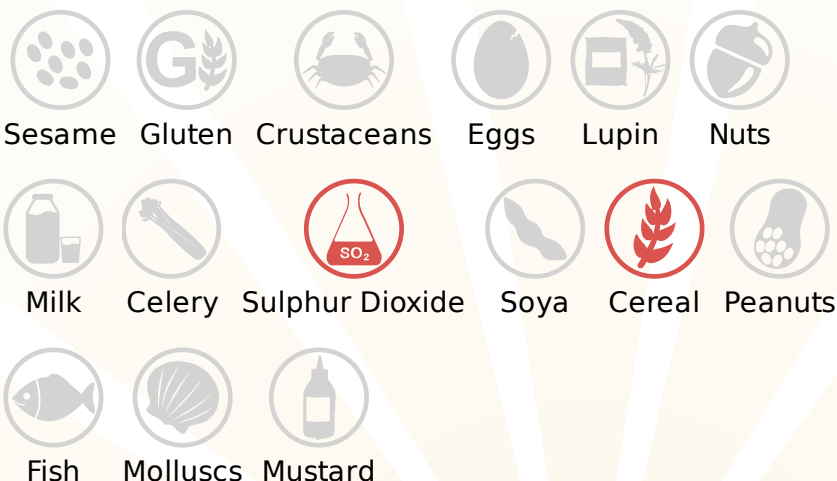 G
Sesame Gluten Crustaceans Eggs Lupin Nuts
SO₂
Milk Celery Sulphur Dioxide Soya Cereal Peanuts
Fish Molluscs Mustard